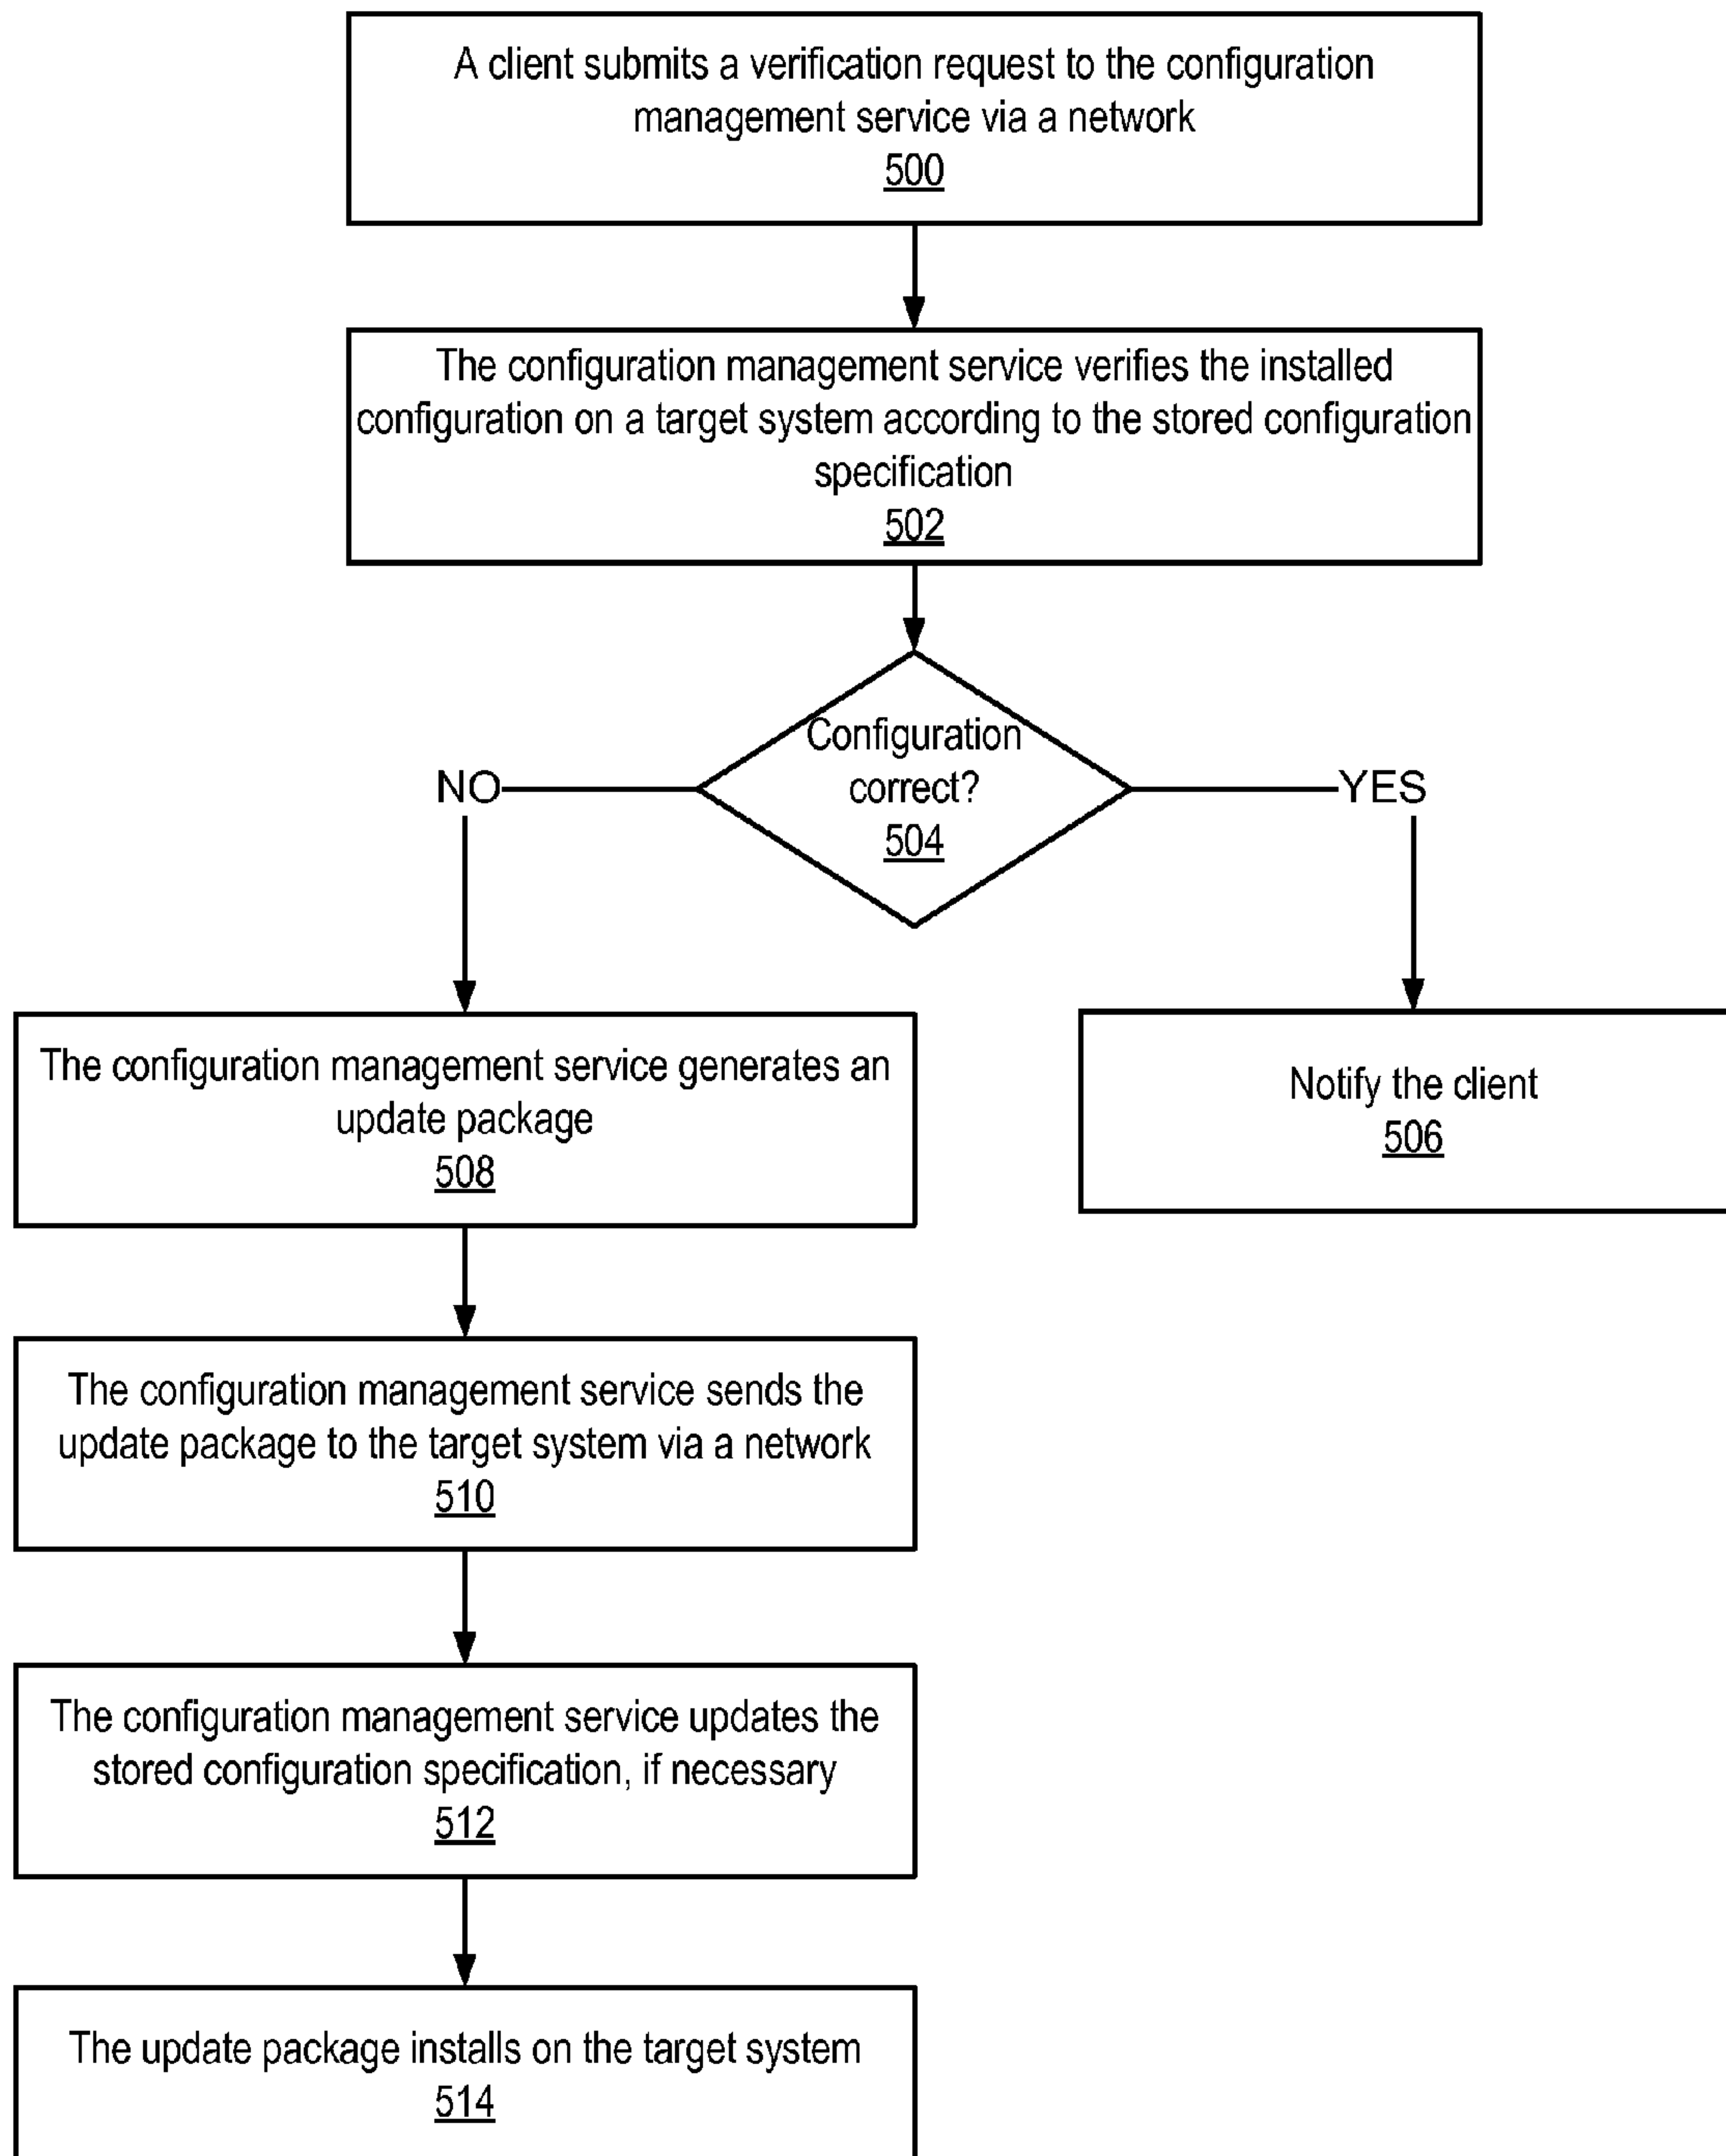 A client submits a verification request to the configuration
management service via a network
500
The configuration management service verifies the installed
configuration on a target system according to the stored configuration
specification
502
Configuration
correct?
504
NO
YES
The configuration management service generates an
update package
508
Notify the client
506
The configuration management service sends the
update package to the target system via a network
510
The configuration management service updates the
stored configuration specification, if necessary
512
The update package installs on the target system
514